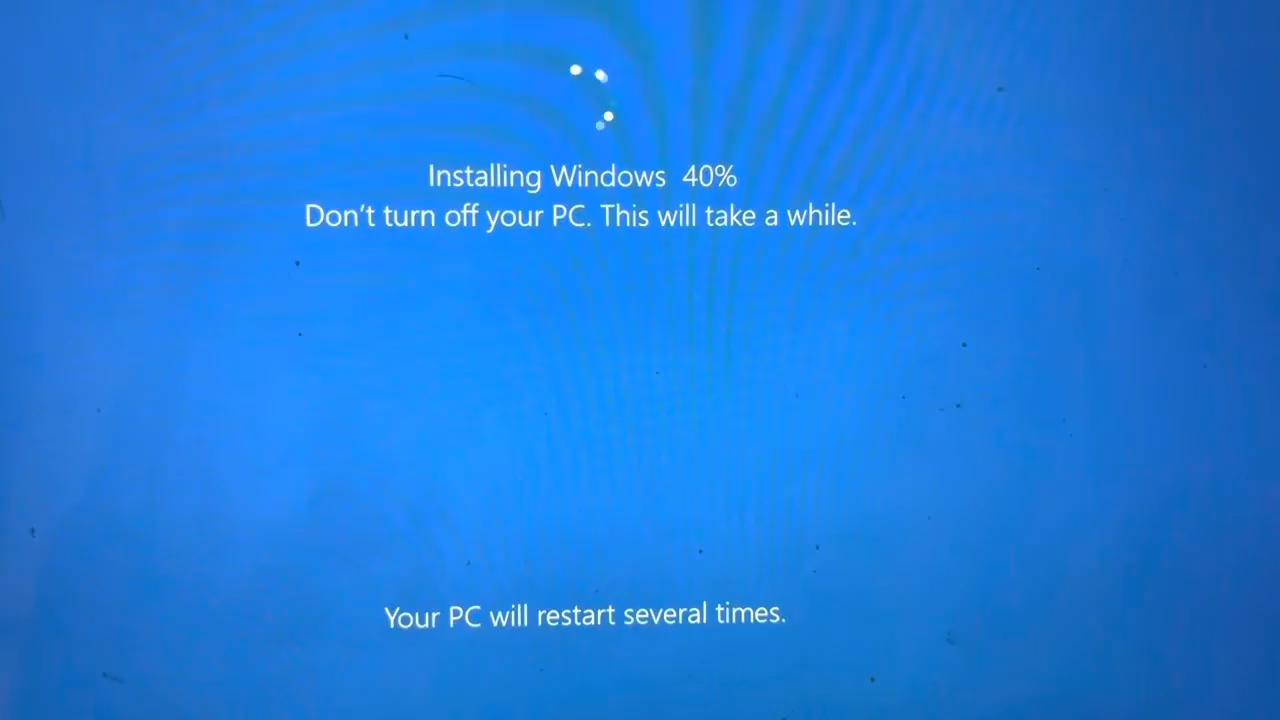 Installing Windows 40%
Don't turn off your PC. This will take a while.
Your PC will restart several times.